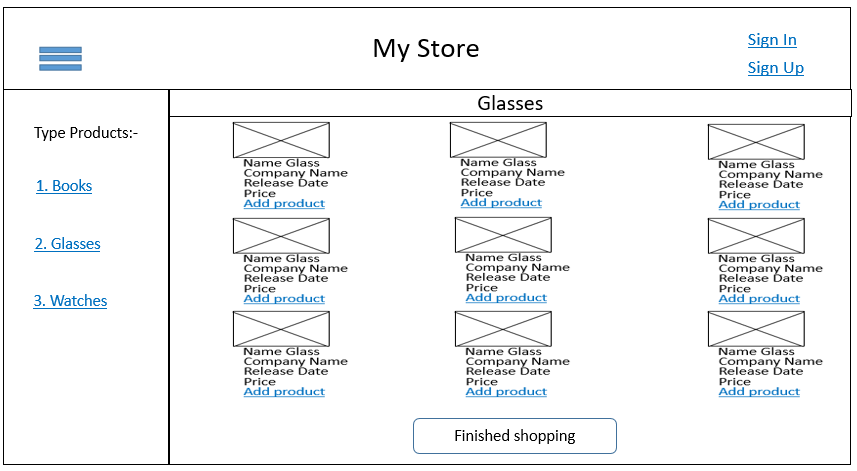 My Store
Sign In
Sign Up
Type Products:-
1. Books
2. Glasses
3. Watches
Glasses
Name Glass
Company Name
Release Date
Price
Add product
Name Glass
Company Name
Release Date
Price
Add product
Name Glass
Company Name
Release Date
Price
Add product
Name Glass
Company Name
Release Date
Price
Add product
Name Glass
Company Name
Release Date
Price
Add product
Name Glass
Company Name
Release Date
Price
Add product
Name Glass
Company Name
Release Date
Price
Add product
Name Glass
Company Name
Release Date
Price
Add product
Name Glass
Company Name
Release Date
Price
Add product
Finished shopping